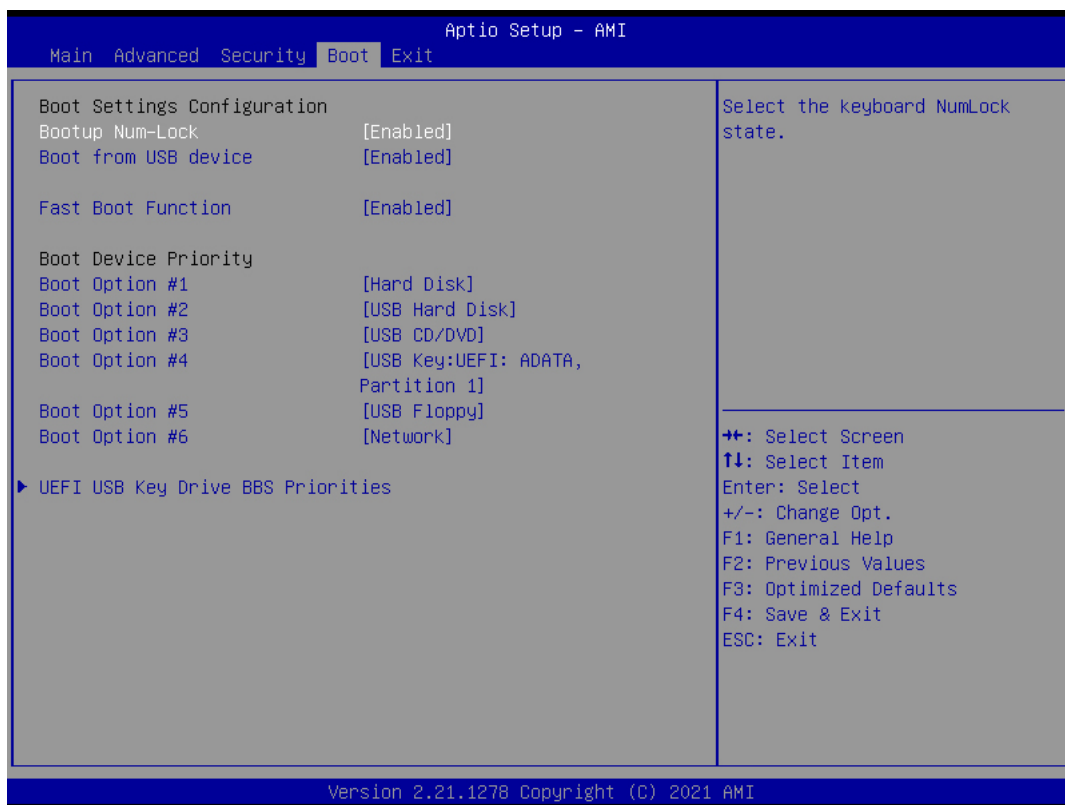 Aptio Setup – AMI
Main Advanced Security Boot Exit
Boot Settings Configuration
Bootup Num-Lock [Enabled]
Boot from USB device [Enabled]
Fast Boot Function [Enabled]
Boot Device Priority
Boot Option #1 [Hard Disk]
Boot Option #2 [USB Hard Disk]
Boot Option #3 [USB CD/DVD]
Boot Option #4 [USB Key:UEFI: ADATA,
Partition 1]
Boot Option #5 [USB Floppy]
Boot Option #6 [Network]
UEFI USB Key Drive BBS Priorities
Select the keyboard NumLock
state.
→←: Select Screen
↑↓: Select Item
Enter: Select
+/-: Change Opt.
F1: General Help
F2: Previous Values
F3: Optimized Defaults
F4: Save & Exit
ESC: Exit
Version 2.21.1278 Copyright (C) 2021 AMI